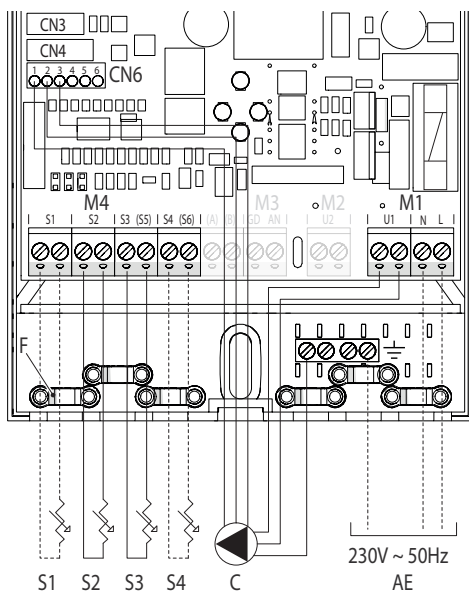 CN3
CN4
1 2 3 4 5 6
CN6
M4 M3 M2 M1
S1 S2 S3 (S5) S4 (S6) (A) (B) GD AN U2 U1 N L
F
230V ~ 50Hz
S1 S2 S3 S4 C AE